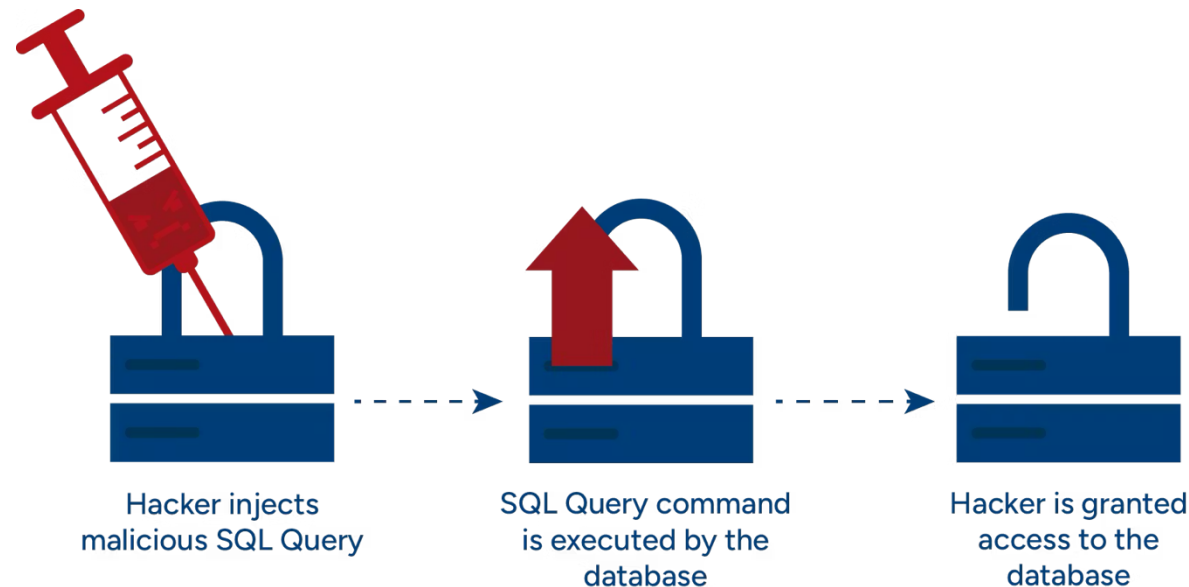 Hacker injects
malicious SQL Query
SQL Query command
is executed by the
database
Hacker is granted
access to the
database